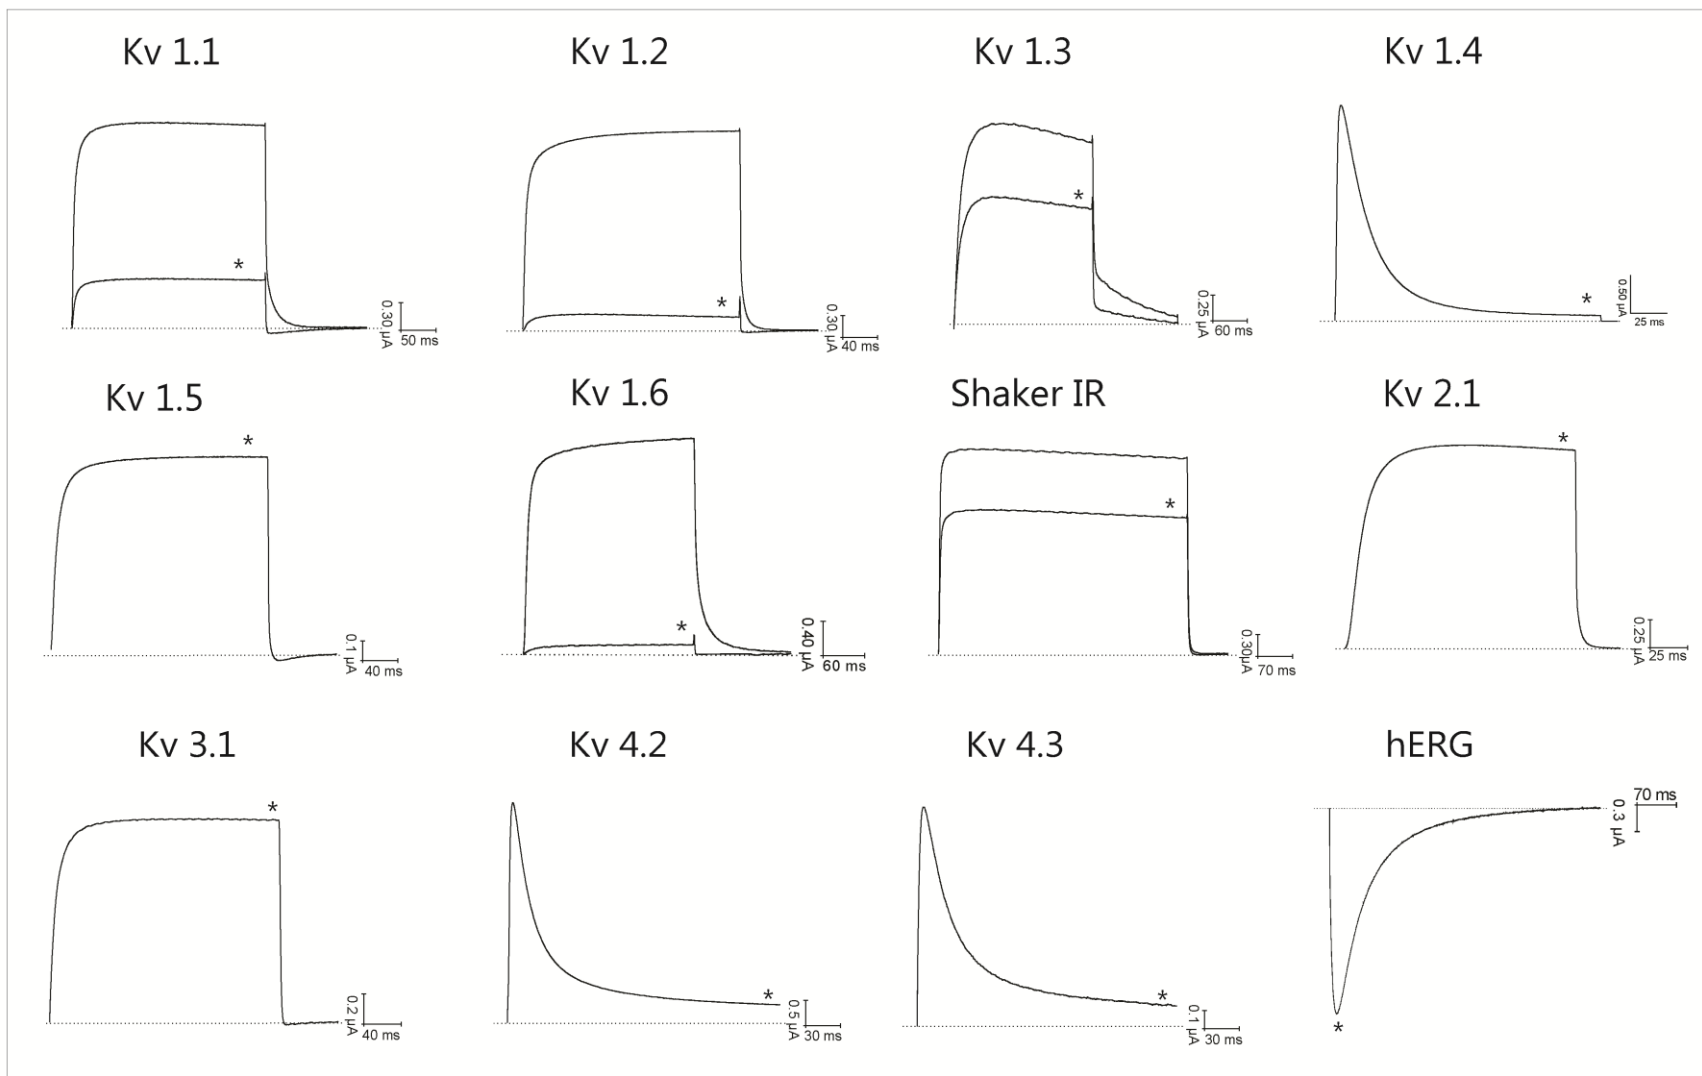 Kv 1.1
Kv 1.2
Kv 1.3
Kv 1.4
*
0.30 µA
50 ms
*
0.30 µA
40 ms
*
0.25 µA
60 ms
*
0.50 µA
25 ms
Kv 1.5
Kv 1.6
Shaker IR
Kv 2.1
*
0.1 µA
40 ms
*
0.40 µA
60 ms
*
0.30µA
70 ms
*
0.25 µA
25 ms
Kv 3.1
Kv 4.2
Kv 4.3
hERG
*
0.2 µA
40 ms
*
0.5 µA
30 ms
*
0.1 µA
30 ms
70 ms
0.3 µA
*